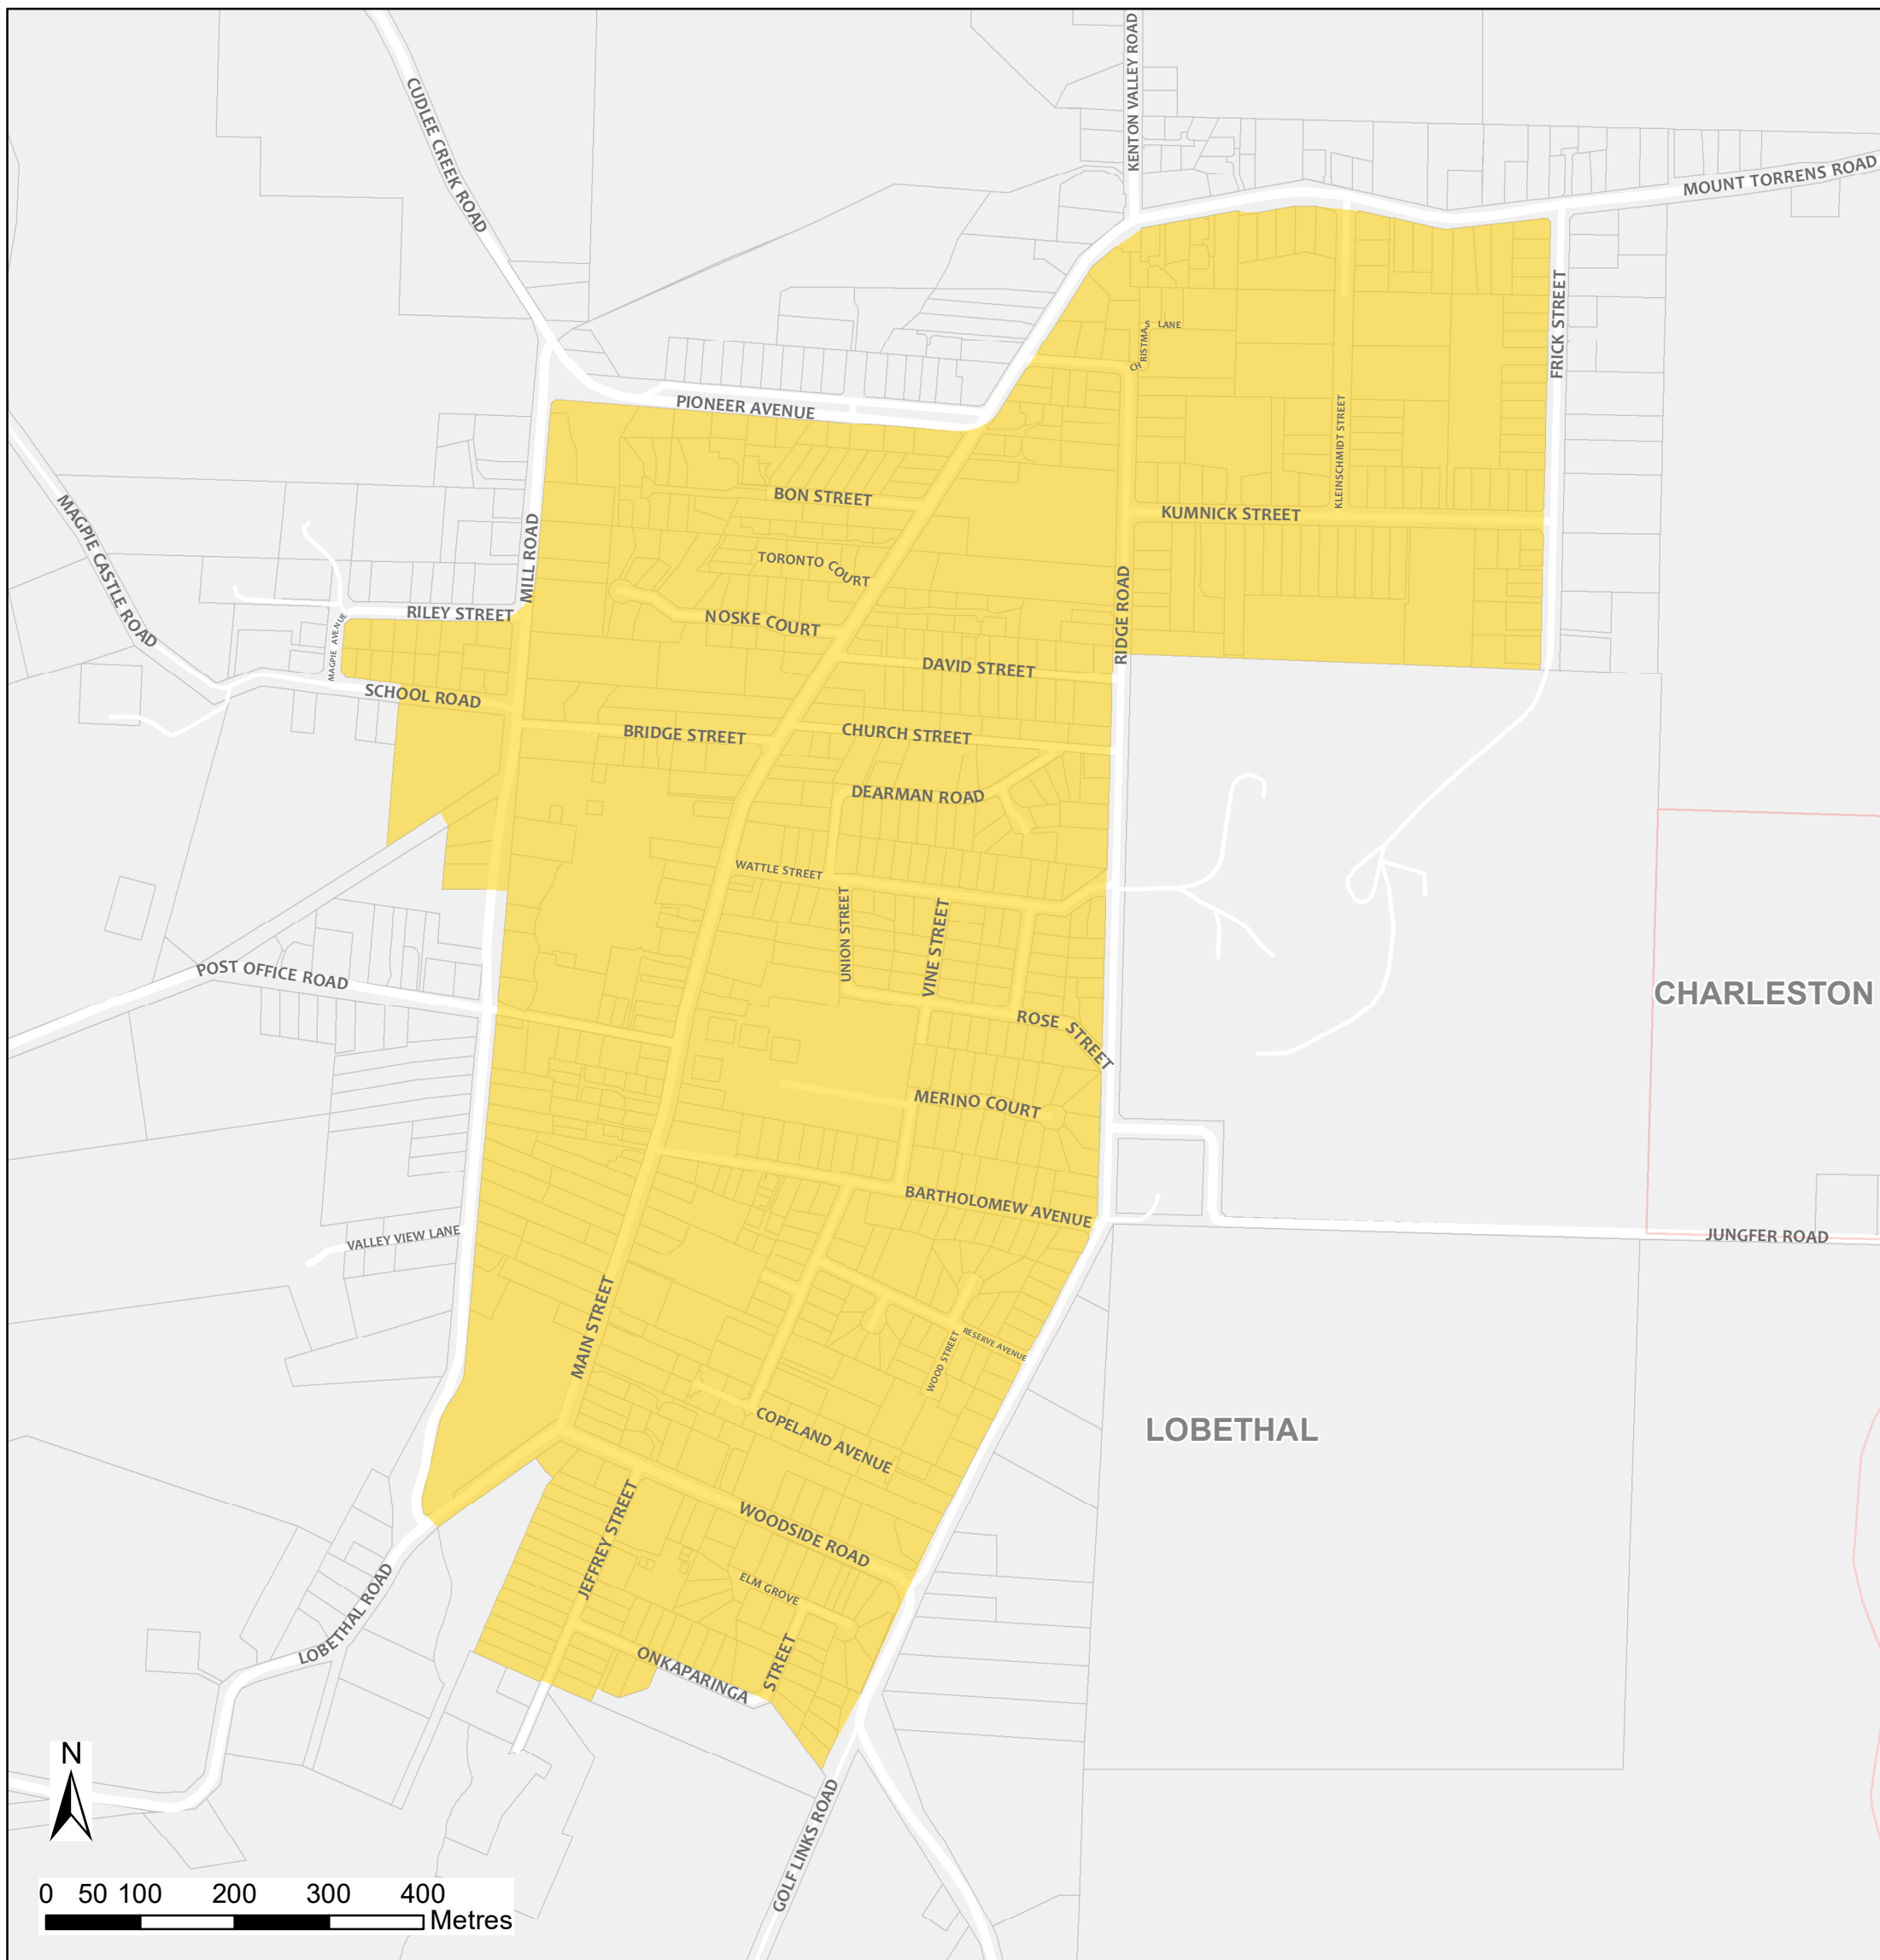 KENTON VALLEY ROAD
CUDLEE CREEK ROAD
MOUNT TORRENS ROAD
FRICK STREET
CHRISTMAS LANE
PIONEER AVENUE
KLEINSCHMIDT STREET
BON STREET
KUMNICK STREET
MAGPIE CASTLE ROAD
MILL ROAD
TORONTO COURT
RIDGE ROAD
RILEY STREET
NOSKE COURT
MAGPIE AVENUE
DAVID STREET
SCHOOL ROAD
BRIDGE STREET
CHURCH STREET
DEARMAN ROAD
WATTLE STREET
UNION STREET
VINE STREET
POST OFFICE ROAD
CHARLESTON
ROSE STREET
MERINO COURT
BARTHOLOMEW AVENUE
VALLEY VIEW LANE
JUNGFER ROAD
MAIN STREET
RESERVE AVENUE
WOOD STREET
COPELAND AVENUE
LOBETHAL
JEFFREY STREET
WOODSIDE ROAD
ELM GROVE
LOBETHAL ROAD
ONKAPARINGA STREET
GOLF LINKS ROAD
N
0 50 100 200 300 400
Metres